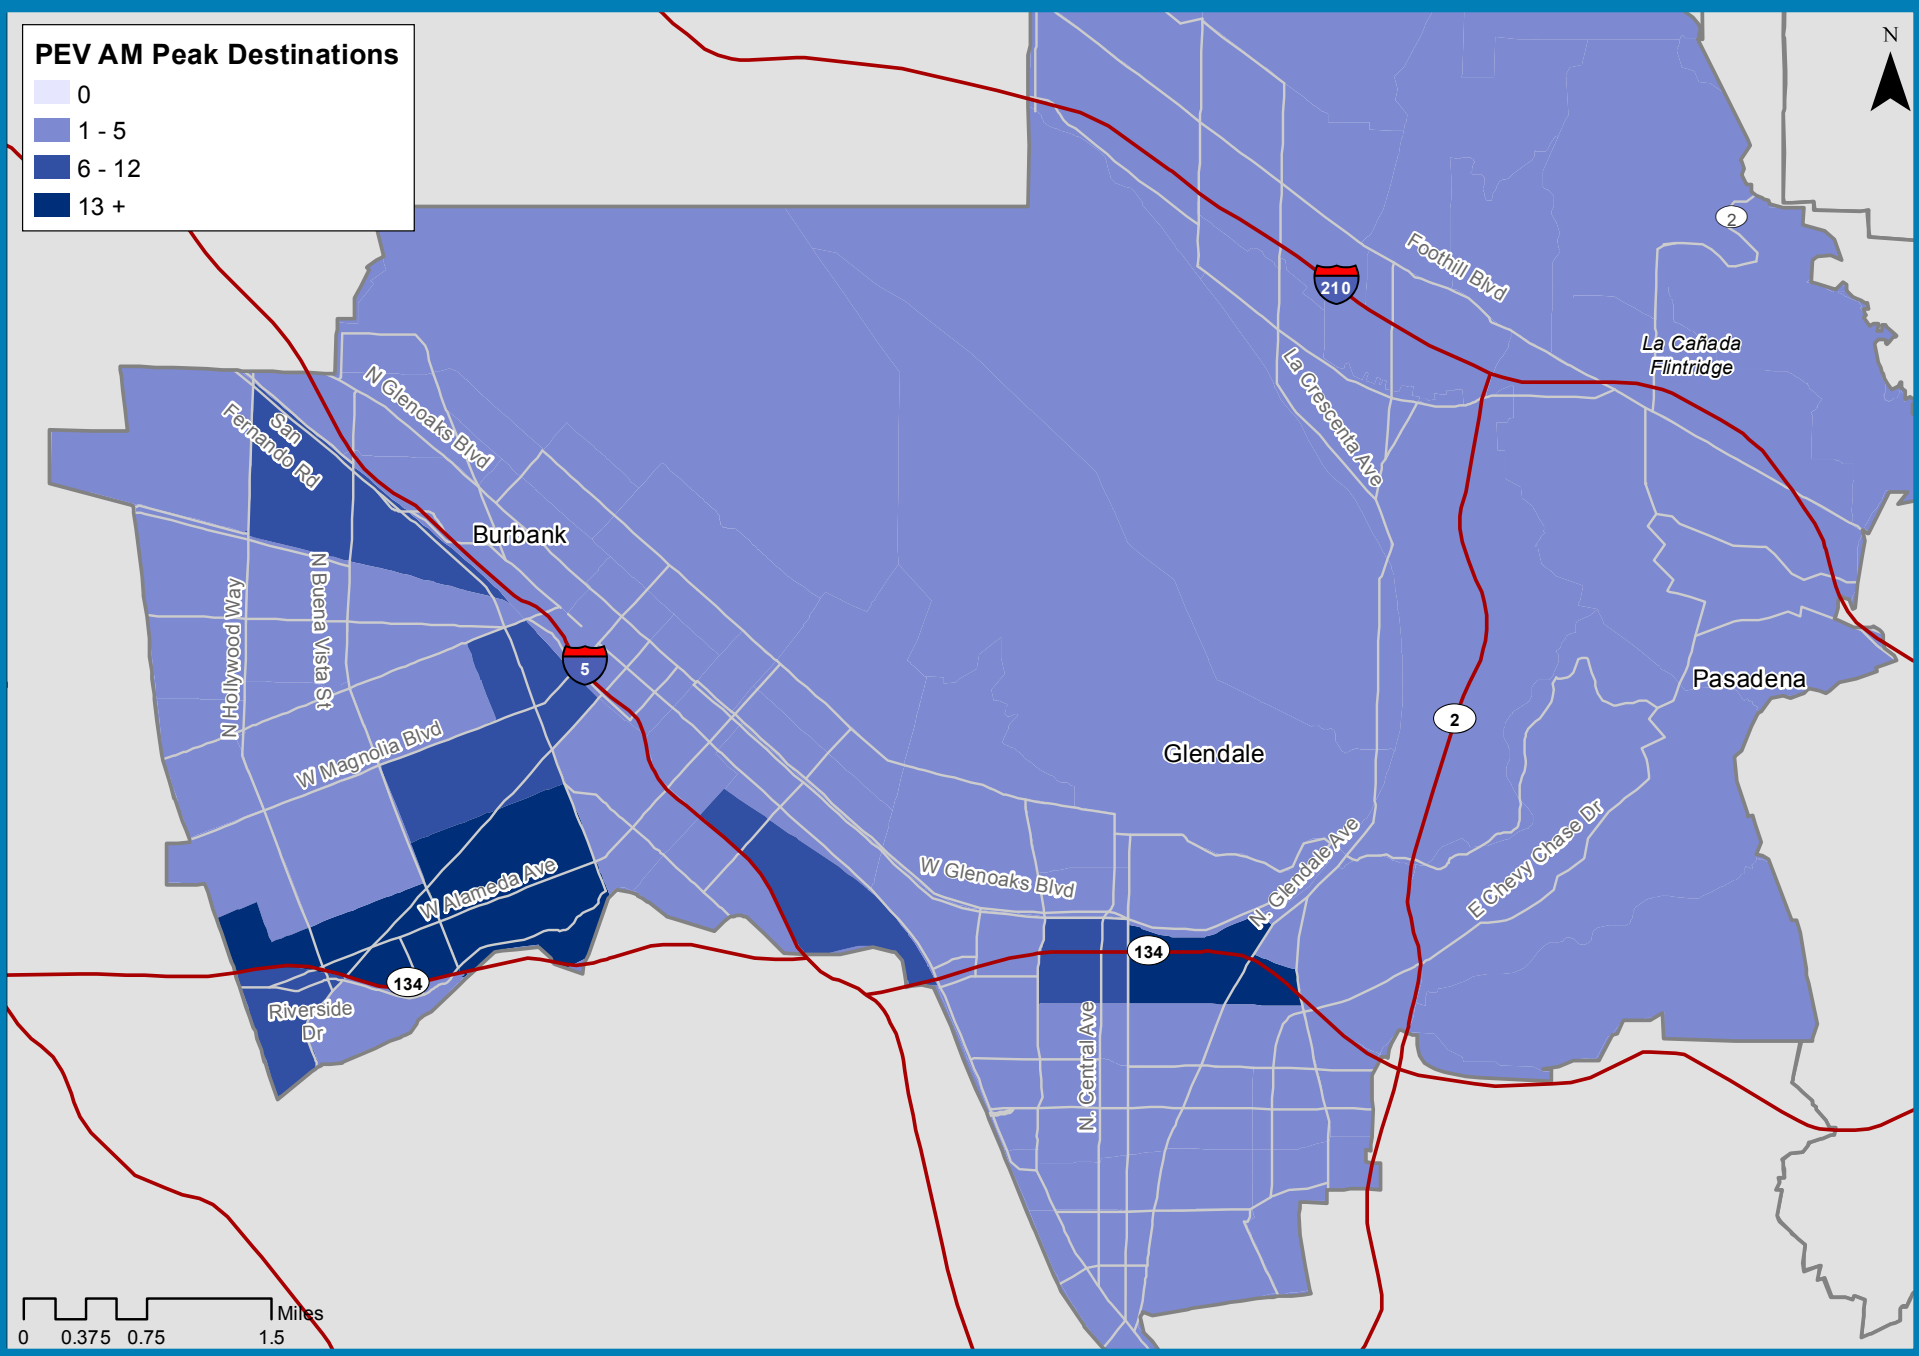 PEV AM Peak Destinations
0
1 - 5
6 - 12
13 +
N
2
Foothill Blvd
210
La Cañada
Flintridge
La Crescenta Ave
N Glenoaks Blvd
San
Fernando Rd
Burbank
N Hollywood Way
N Buena Vista St
5
Pasadena
2
Glendale
W Magnolia Blvd
E Chevy Chase Dr
N. Glendale Ave
W Glenoaks Blvd
W Alameda Ave
134
134
Riverside
Dr
N. Central Ave
Miles
0 0.375 0.75 1.5